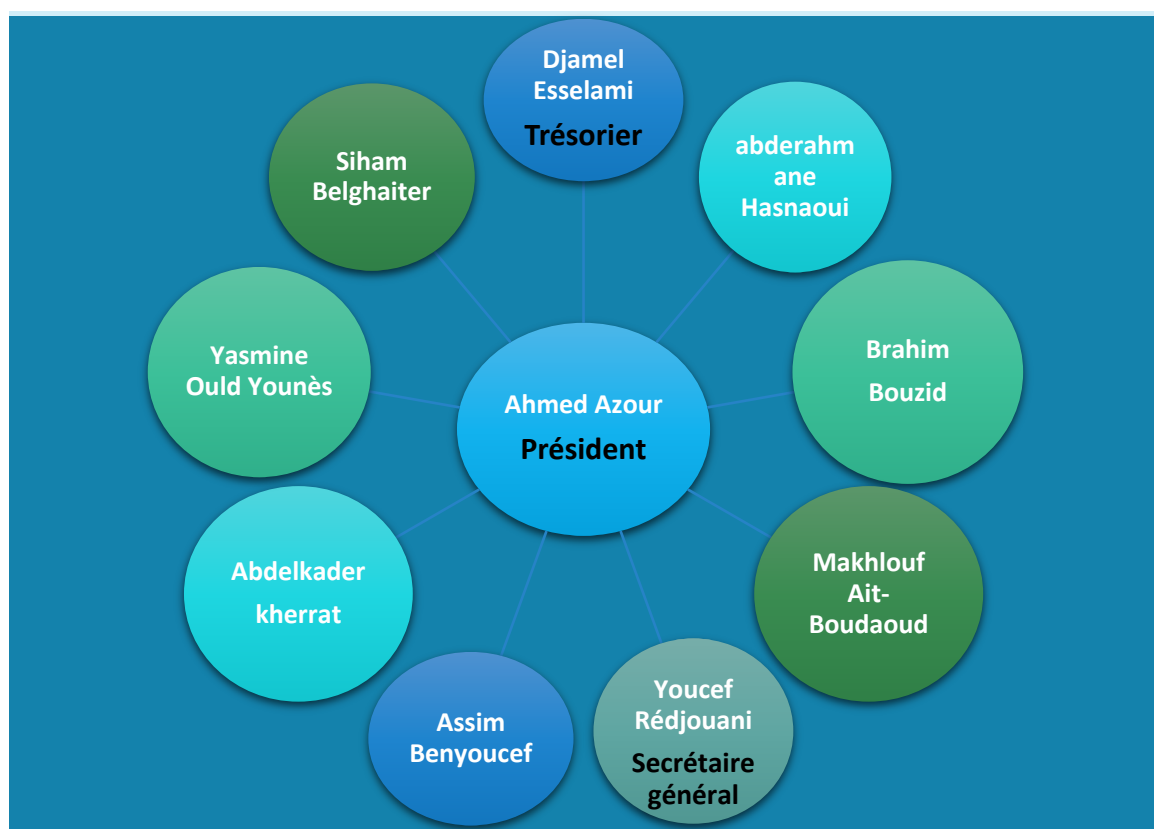 Djamel
Esselami
Trésorier
abderahm
ane
Hasnaoui
Brahim
Bouzid
Makhlouf
Ait-
Boudaoud
Youcef
Rédjouani
Secrétaire
général
Assim
Benyoucef
Abdelkader
kherrat
Yasmine
Ould Younès
Siham
Belghaiter
Ahmed Azour
Président